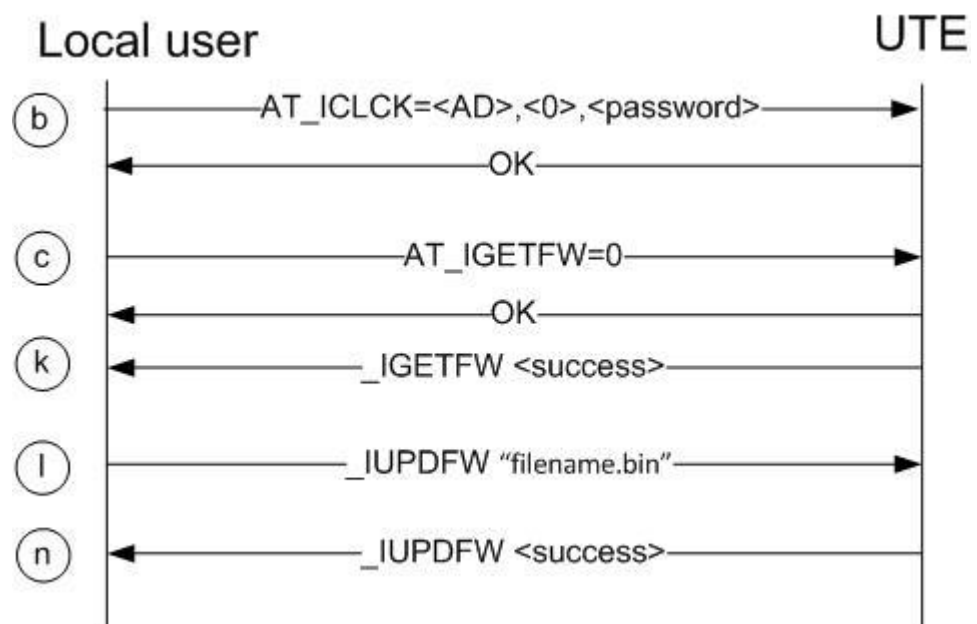 Local user
UTE
b
AT_ICLCK=<AD>,<0>,<password>
OK
c
AT_IGETFW=0
OK
k
_IGETFW <success>
l
_IUPDFW “filename.bin”
n
_IUPDFW <success>